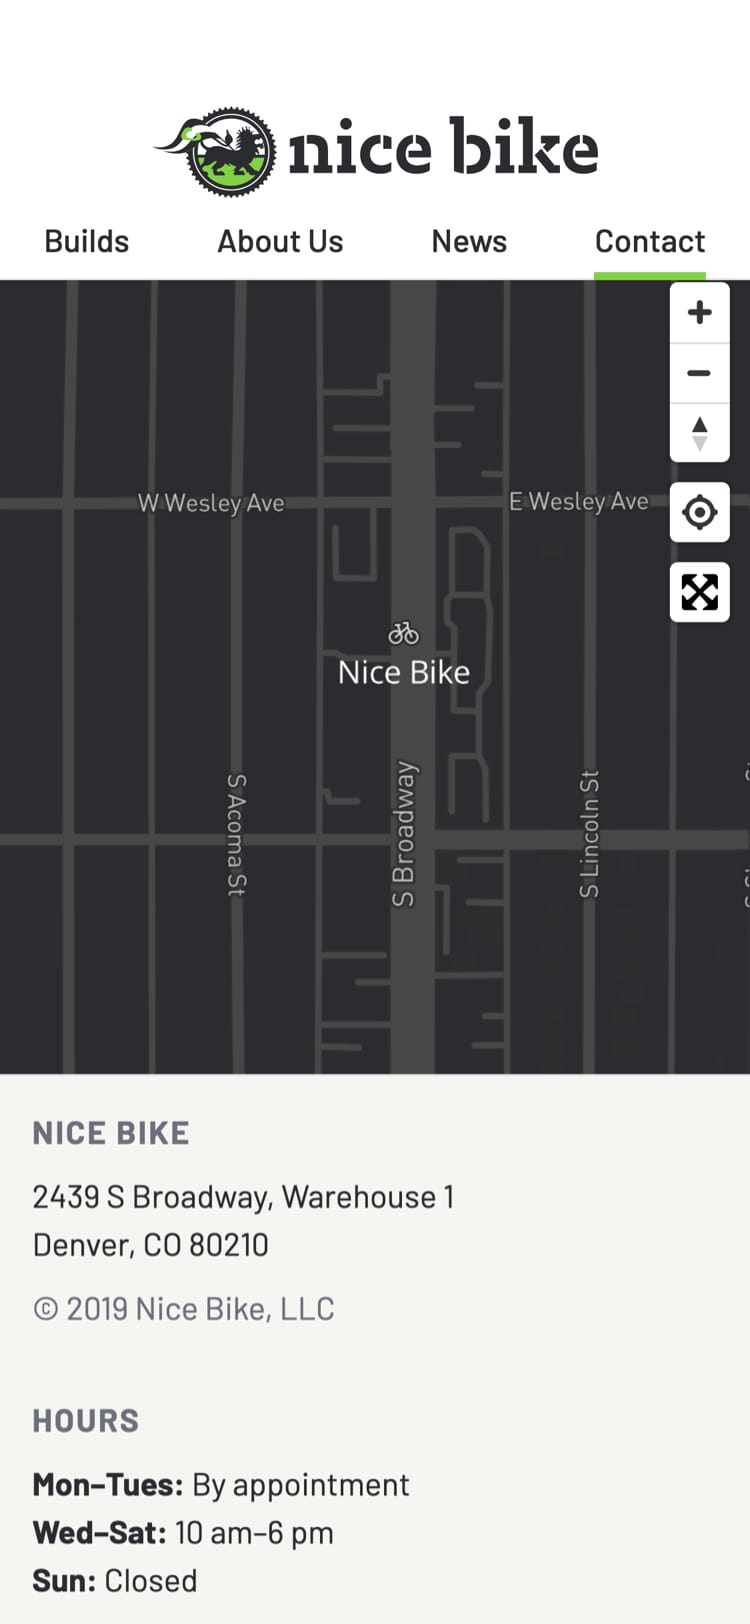 nice bike
Builds About Us News Contact
W Wesley Ave E Wesley Ave
Nice Bike
S Acoma St
S Broadway
S Lincoln St
NICE BIKE
2439 S Broadway, Warehouse 1
Denver, CO 80210
© 2019 Nice Bike, LLC
HOURS
Mon–Tues: By appointment
Wed–Sat: 10 am–6 pm
Sun: Closed